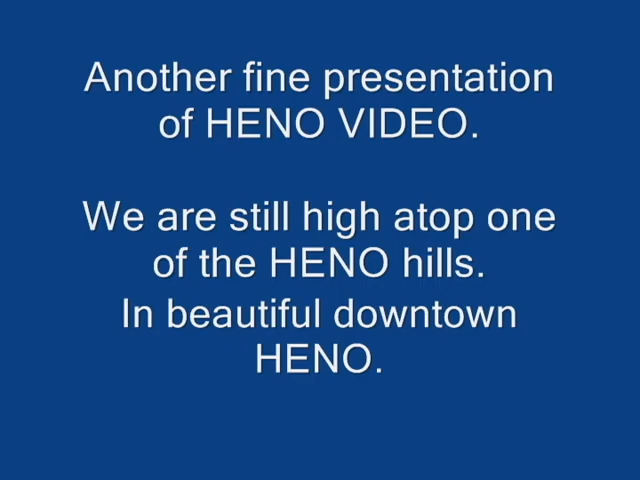 Another fine presentation
of HENO VIDEO.
We are still high atop one
of the HENO hills.
In beautiful downtown
HENO.